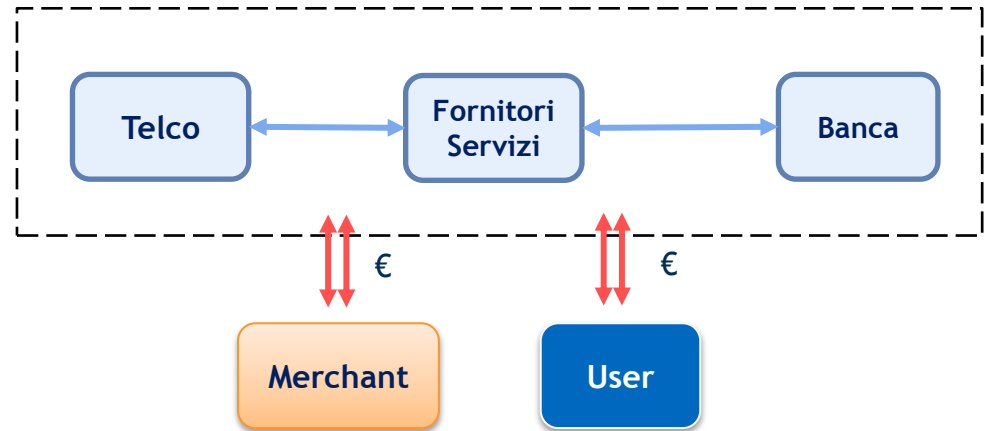 Telco
Fornitori
Servizi
Banca
€
€
Merchant
User